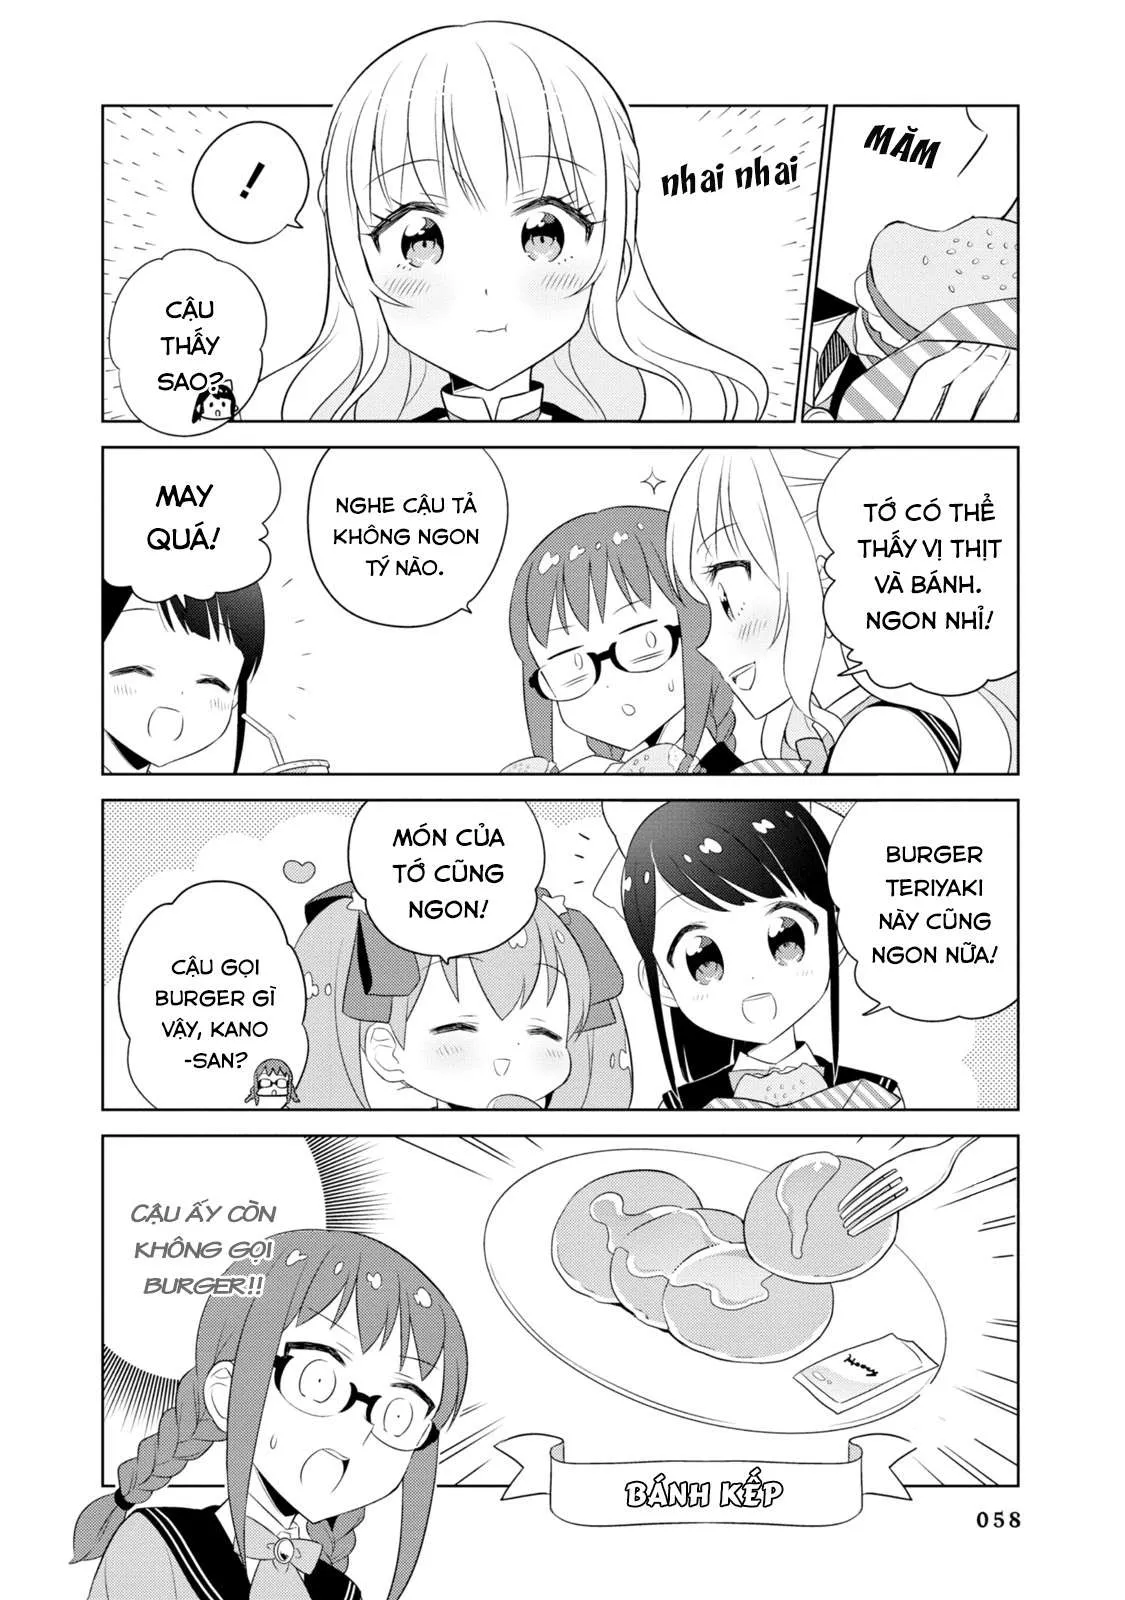 MĂM
nhai nhai
!
CẬU
THẤY
SAO?
TỚ CÓ THỂ
THẤY VỊ THỊT
VÀ BÁNH.
NGON NHỈ!
NGHE CẬU TẢ
KHÔNG NGON
TÝ NÀO.
MAY
QUÁ!
BURGER
TERIYAKI
NÀY CŨNG
NGON NỮA!
MÓN CỦA
TỚ CŨNG
NGON!
CẬU GỌI
BURGER GÌ
VẬY, KANO
-SAN?
CẬU ẤY CÒN
KHÔNG GỌI
BURGER!!
Honey
BÁNH KẾP
058